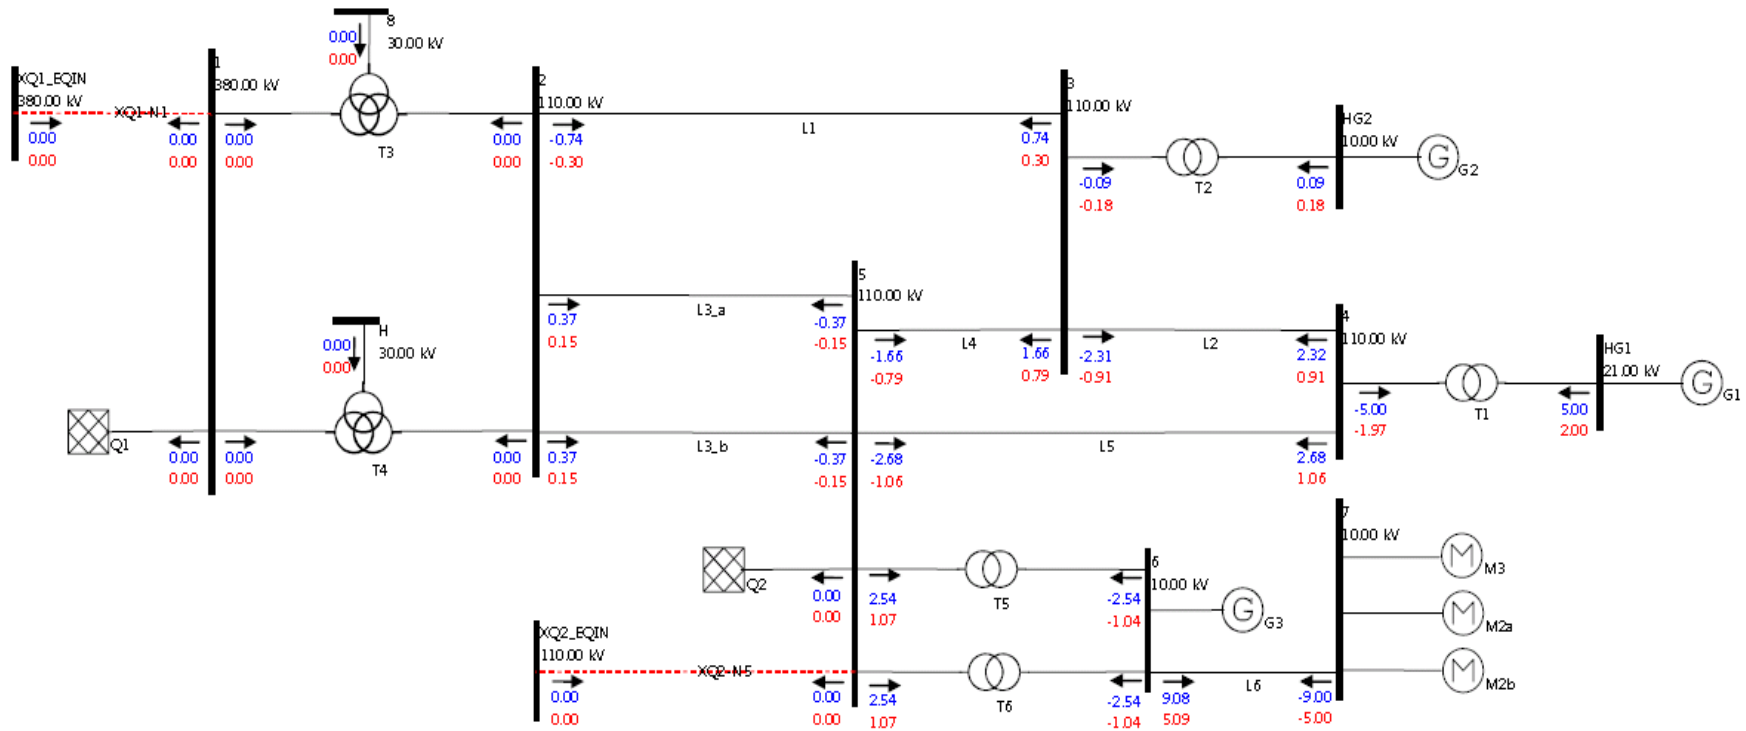 8
30.00 kV
0.00
0.00
XQ1_EQIN
380.00 kV
XQ1-N1
0.00
0.00
0.00
0.00
1
380.00 kV
0.00
0.00
T3
0.00
0.00
2
110.00 kV
-0.74
-0.30
L1
0.74
0.30
3
110.00 kV
-0.09
-0.18
T2
0.09
0.18
HG2
10.00 kV
G
G2
0.37
0.15
L3_a
-0.37
-0.15
5
110.00 kV
-1.66
-0.79
L4
1.66
0.79
-2.31
-0.91
L2
2.32
0.91
4
110.00 kV
-5.00
-1.97
T1
5.00
2.00
HG1
21.00 kV
G
G1
H
30.00 kV
0.00
0.00
Q1
0.00
0.00
0.00
0.00
T4
0.00
0.00
0.37
0.15
L3_b
-0.37
-0.15
-2.68
-1.06
L5
2.68
1.06
Q2
0.00
0.00
2.54
1.07
T5
-2.54
-1.04
6
10.00 kV
G
G3
7
10.00 kV
M
M3
M
M2a
M
M2b
XQ2_EQIN
110.00 kV
XQ2-N5
0.00
0.00
0.00
0.00
2.54
1.07
T6
-2.54
-1.04
9.08
5.09
L6
-9.00
-5.00